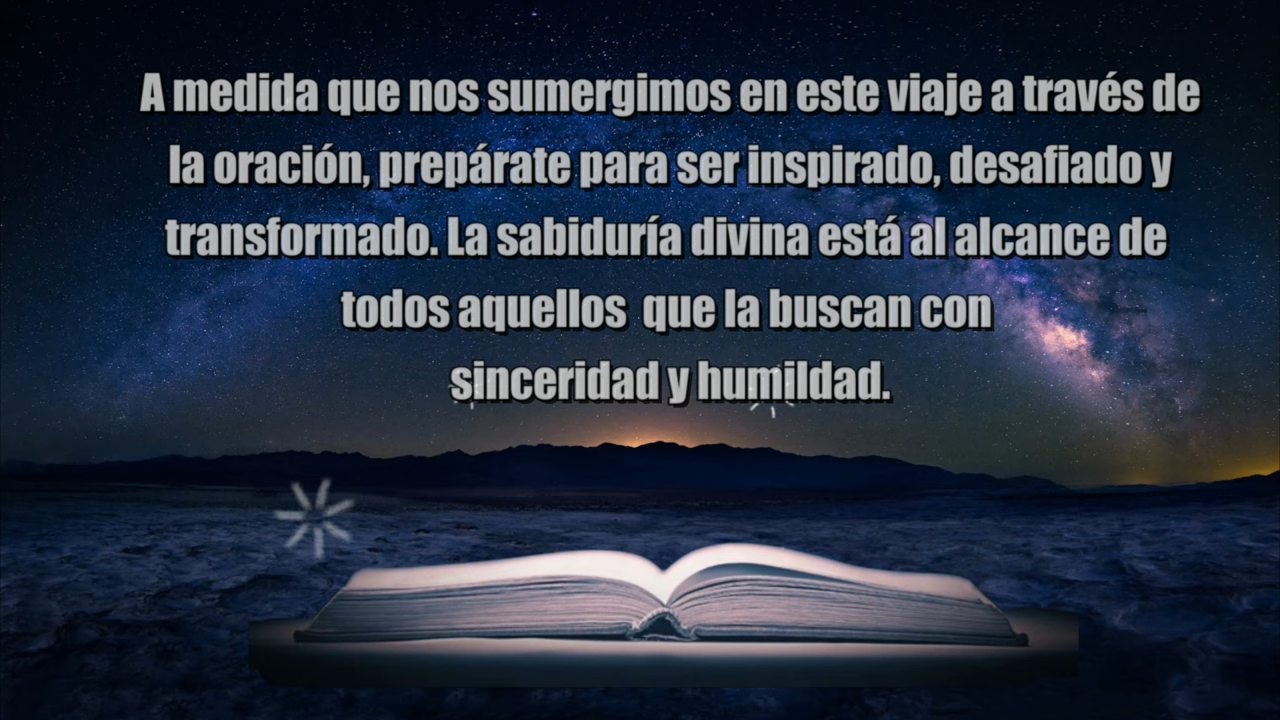 A medida que nos sumergimos en este viaje a través de
la oración, prepárate para ser inspirado, desafiado y
transformado. La sabiduría divina está al alcance de
todos aquellos  que la buscan con
sinceridad y humildad.